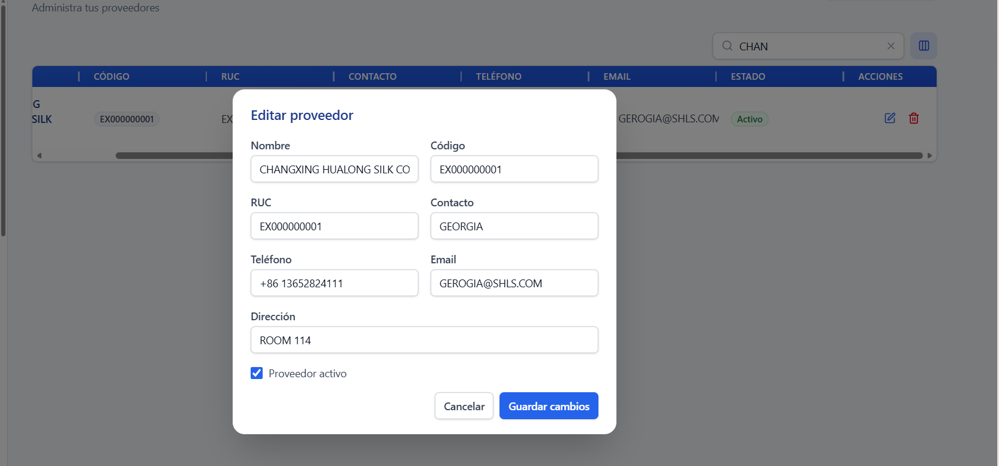 Administra tus proveedores
CHAN
CÓDIGO RUC CONTACTO TELÉFONO EMAIL ESTADO ACCIONES
G
SILK
EX000000001
EX
GEROGIA@SHLS.COM
Activo
Editar proveedor
Nombre Código
CHANGXING HUALONG SILK CO EX000000001
RUC Contacto
EX000000001 GEORGIA
Teléfono Email
+86 13652824111 GEROGIA@SHLS.COM
Dirección
ROOM 114
Proveedor activo
Cancelar Guardar cambios